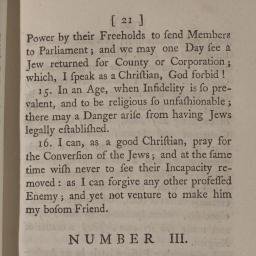 [ 21 ]
Power by their Freeholds to ſend Members
to Parliament ; and we may one Day ſee a
Jew returned for County or Corporation ;
which, I ſpeak as a Chriſtian, God forbid !
15. In an Age, when Infidelity is ſo pre-
valent, and to be religious ſo unfaſhionable ;
there may a Danger ariſe from having Jews
legally eſtabliſhed.
16. I can, as a good Chriſtian, pray for
the Converſion of the Jews ; and at the ſame
time wiſh never to ſee their Incapacity re-
moved : as I can forgive any other profeſſed
Enemy ; and yet not venture to make him
my boſom Friend.
NUMBER III.